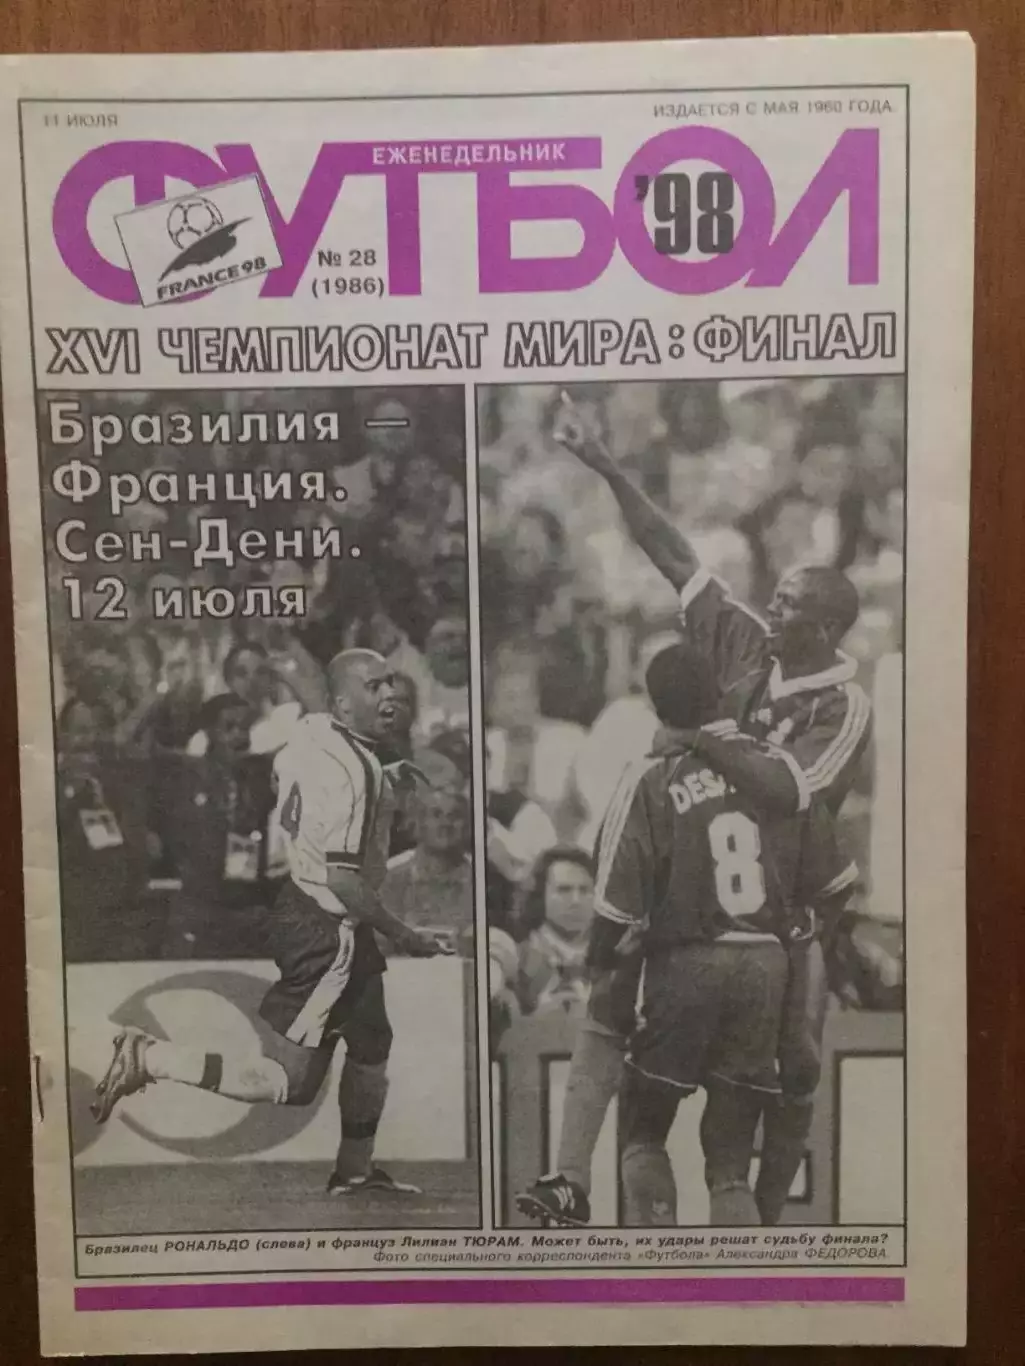 11 ИЮЛЯ
ИЗДАЕТСЯ С МАЯ 1960 ГОДА.
ЕЖЕНЕДЕЛЬНИК
ФУТБОЛ
'98
FRANCE 98
№ 28
(1986)
XVI ЧЕМПИОНАТ МИРА: ФИНАЛ
Бразилия —
Франция.
Сен-Дени.
12 июля
DESA
8
Бразилец РОНАЛЬДО (слева) и француз Лилиан ТЮРАМ. Может быть, их удары решат судьбу финала?
Фото специального корреспондента «Футбола» Александра ФЕДОРОВА.